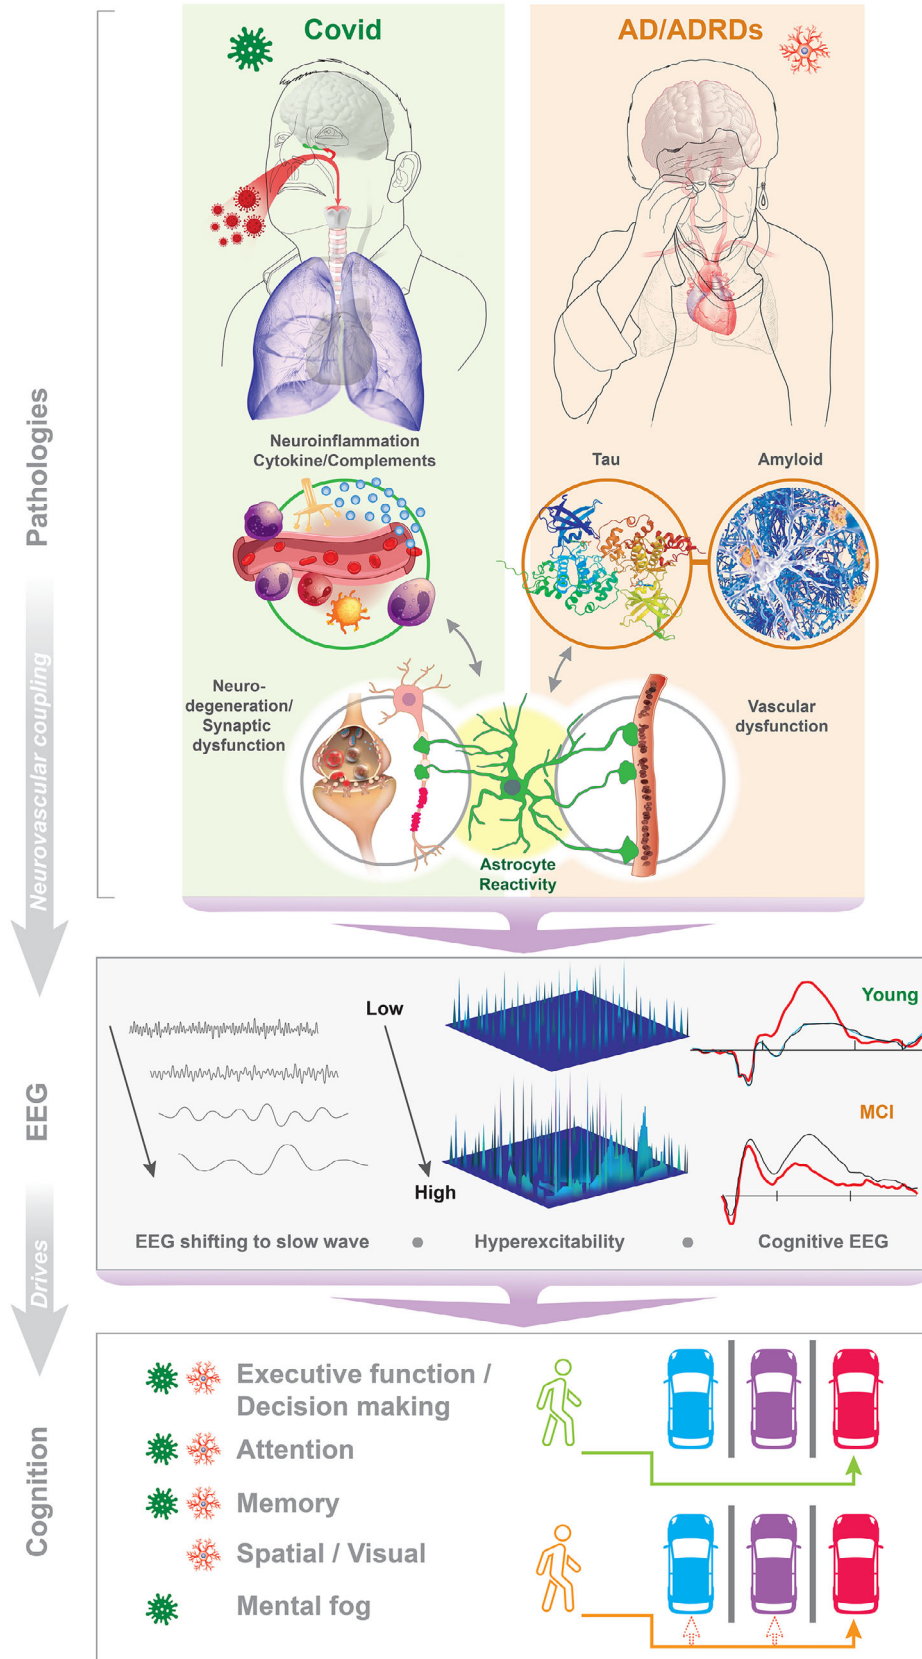 Covid
AD/ADRDs
Pathologies
Neuroinflammation
Cytokine/Complements
Tau
Amyloid
Neurovascular coupling
Neuro-
degeneration/
Synaptic
dysfunction
Vascular
dysfunction
Astrocyte
Reactivity
EEG
Low
High
Young
MCI
EEG shifting to slow wave
Hyperexcitability
Cognitive EEG
Drives
Cognition
Executive function /
Decision making
Attention
Memory
Spatial / Visual
Mental fog